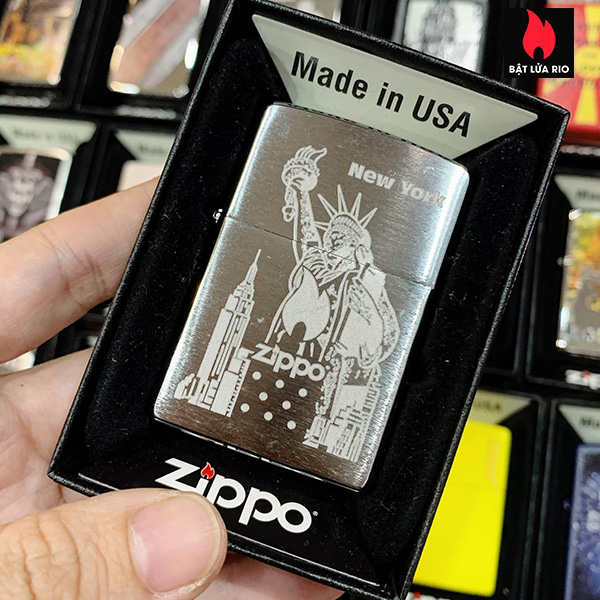 BẬT LỬA RIO
Made in USA
New York
Zippo
Zippo